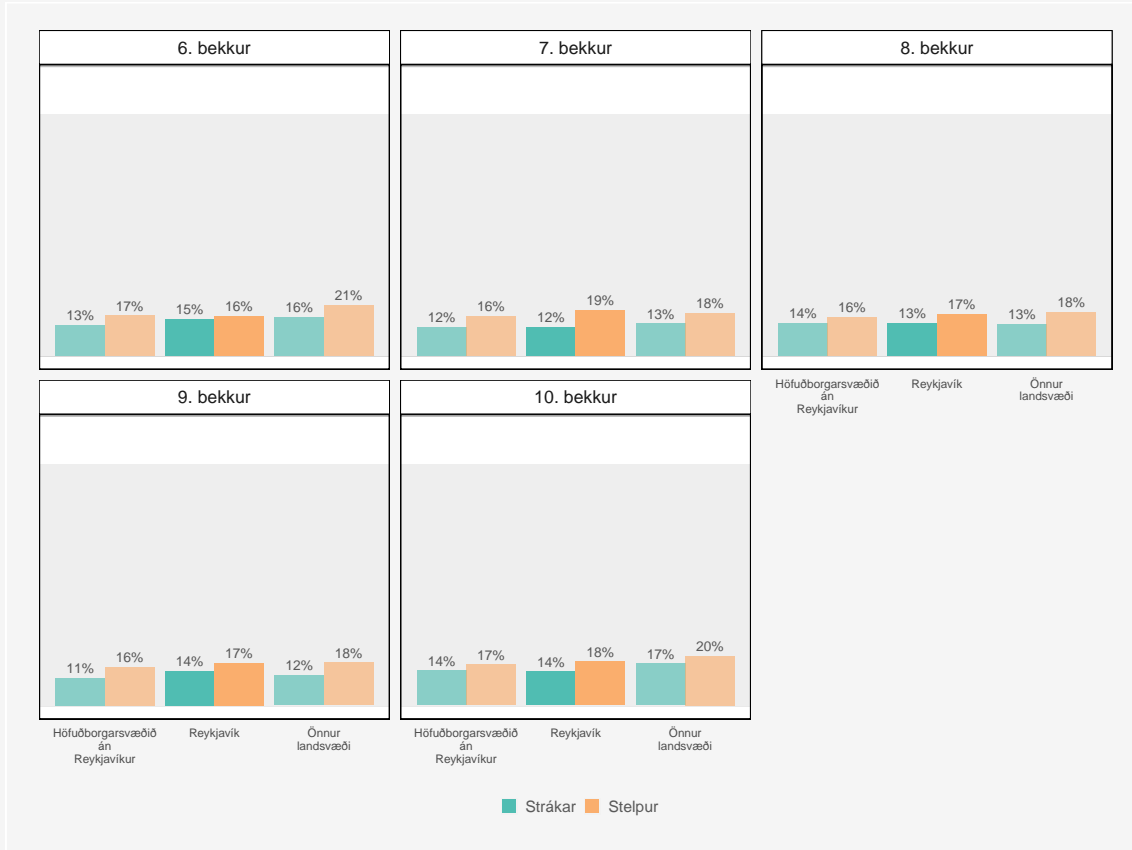 6. bekkur
7. bekkur
8. bekkur
13% 17% 15% 16% 16% 21%
12% 16% 12% 19% 13% 18%
14% 16% 13% 17% 13% 18%
Höfuðborgarsvæðið
án
Reykjavíkur
Reykjavík
Önnur
landsvæði
9. bekkur
10. bekkur
11% 16% 14% 17% 12% 18%
14% 17% 14% 18% 17% 20%
Höfuðborgarsvæðið
án
Reykjavíkur
Reykjavík
Önnur
landsvæði
Höfuðborgarsvæðið
án
Reykjavíkur
Reykjavík
Önnur
landsvæði
Strákar Stelpur